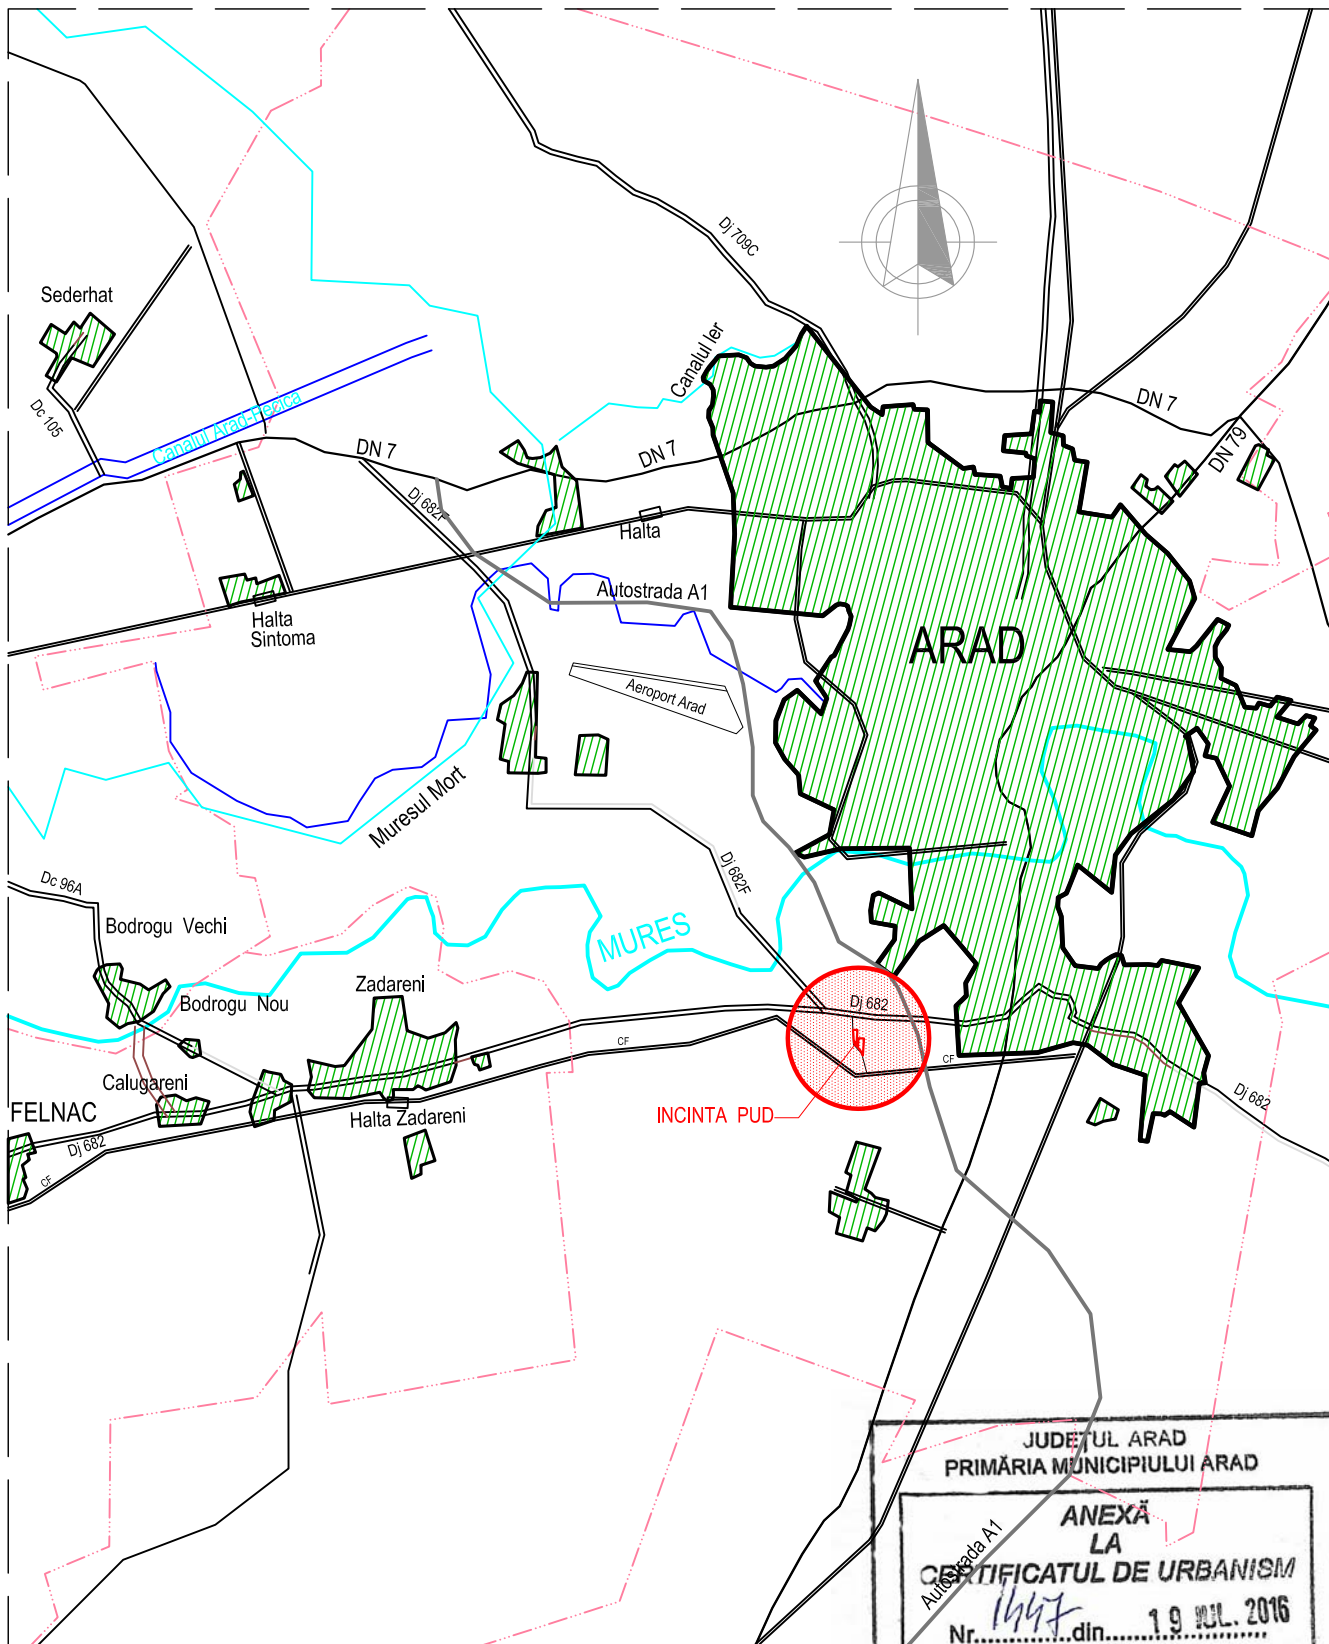 Dj 709C
Sederhat
Canalul Ier
Dc 105
Canalul Arad-Pecica
DN 7
DN 7
DN 7
DN 79
Dj 682F
Halta
Autostrada A1
Halta
Sintoma
ARAD
Aeroport Arad
Muresul Mort
Dj 682F
Dc 96A
Bodrogu Vechi
MURES
Zadareni
Bodrogu Nou
Dj 682
CF
CF
Calugareni
FELNAC
Halta Zadareni
INCINTA PUD
Dj 682
Dj 682
CF
JUDEȚUL ARAD
PRIMĂRIA MUNICIPIULUI ARAD
ANEXĂ
LA
CERTIFICATUL DE URBANISM
Autostrada A1
Nr. 1447 din 19 IUL. 2016